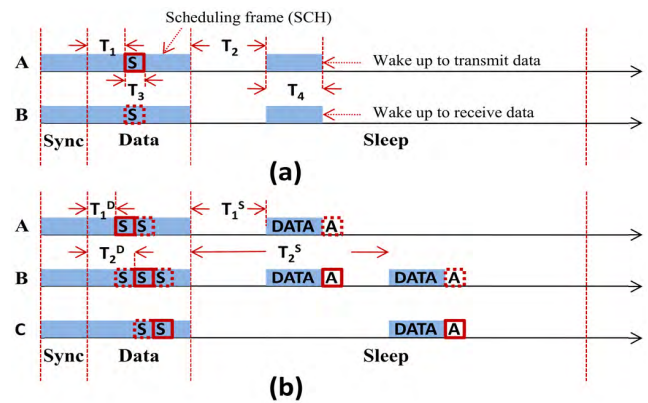 Scheduling frame (SCH)
T1 T2
A S Wake up to transmit data
T3 T4
B S Wake up to receive data
Sync Data Sleep
(a)
T1D T1S
A S S DATA A
T2D T2S
B S S S DATA A DATA A
C S S DATA A
Sync Data Sleep
(b)